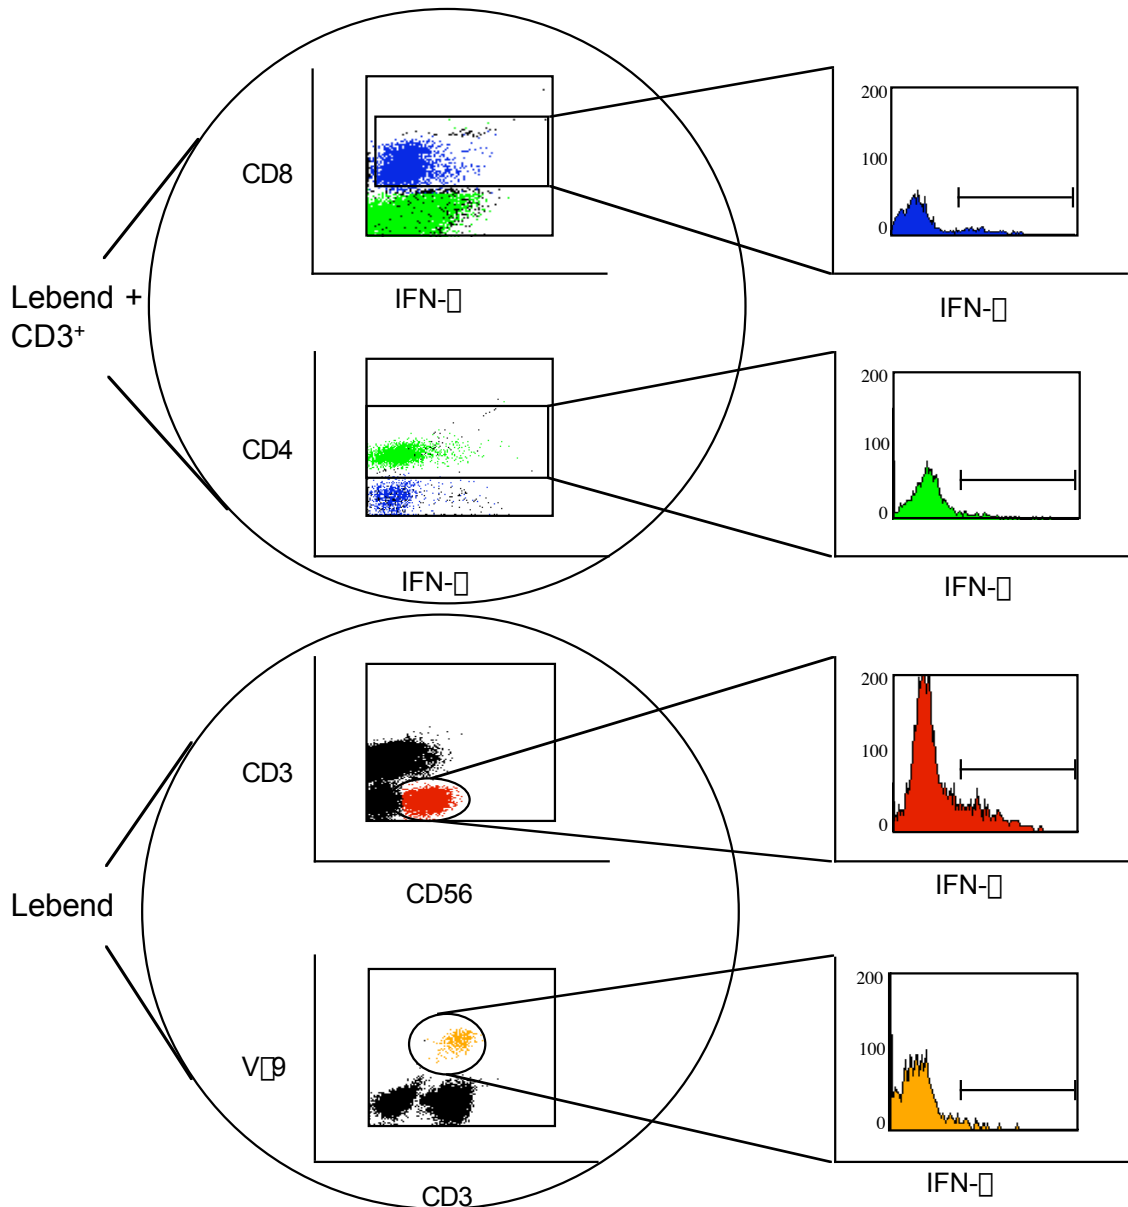 CD8
200
100
0
IFN-▯
IFN-▯
Lebend +
CD3⁺
CD4
200
100
0
IFN-▯
IFN-▯
CD3
200
100
0
CD56
IFN-▯
Lebend
V▯9
200
100
0
CD3
IFN-▯